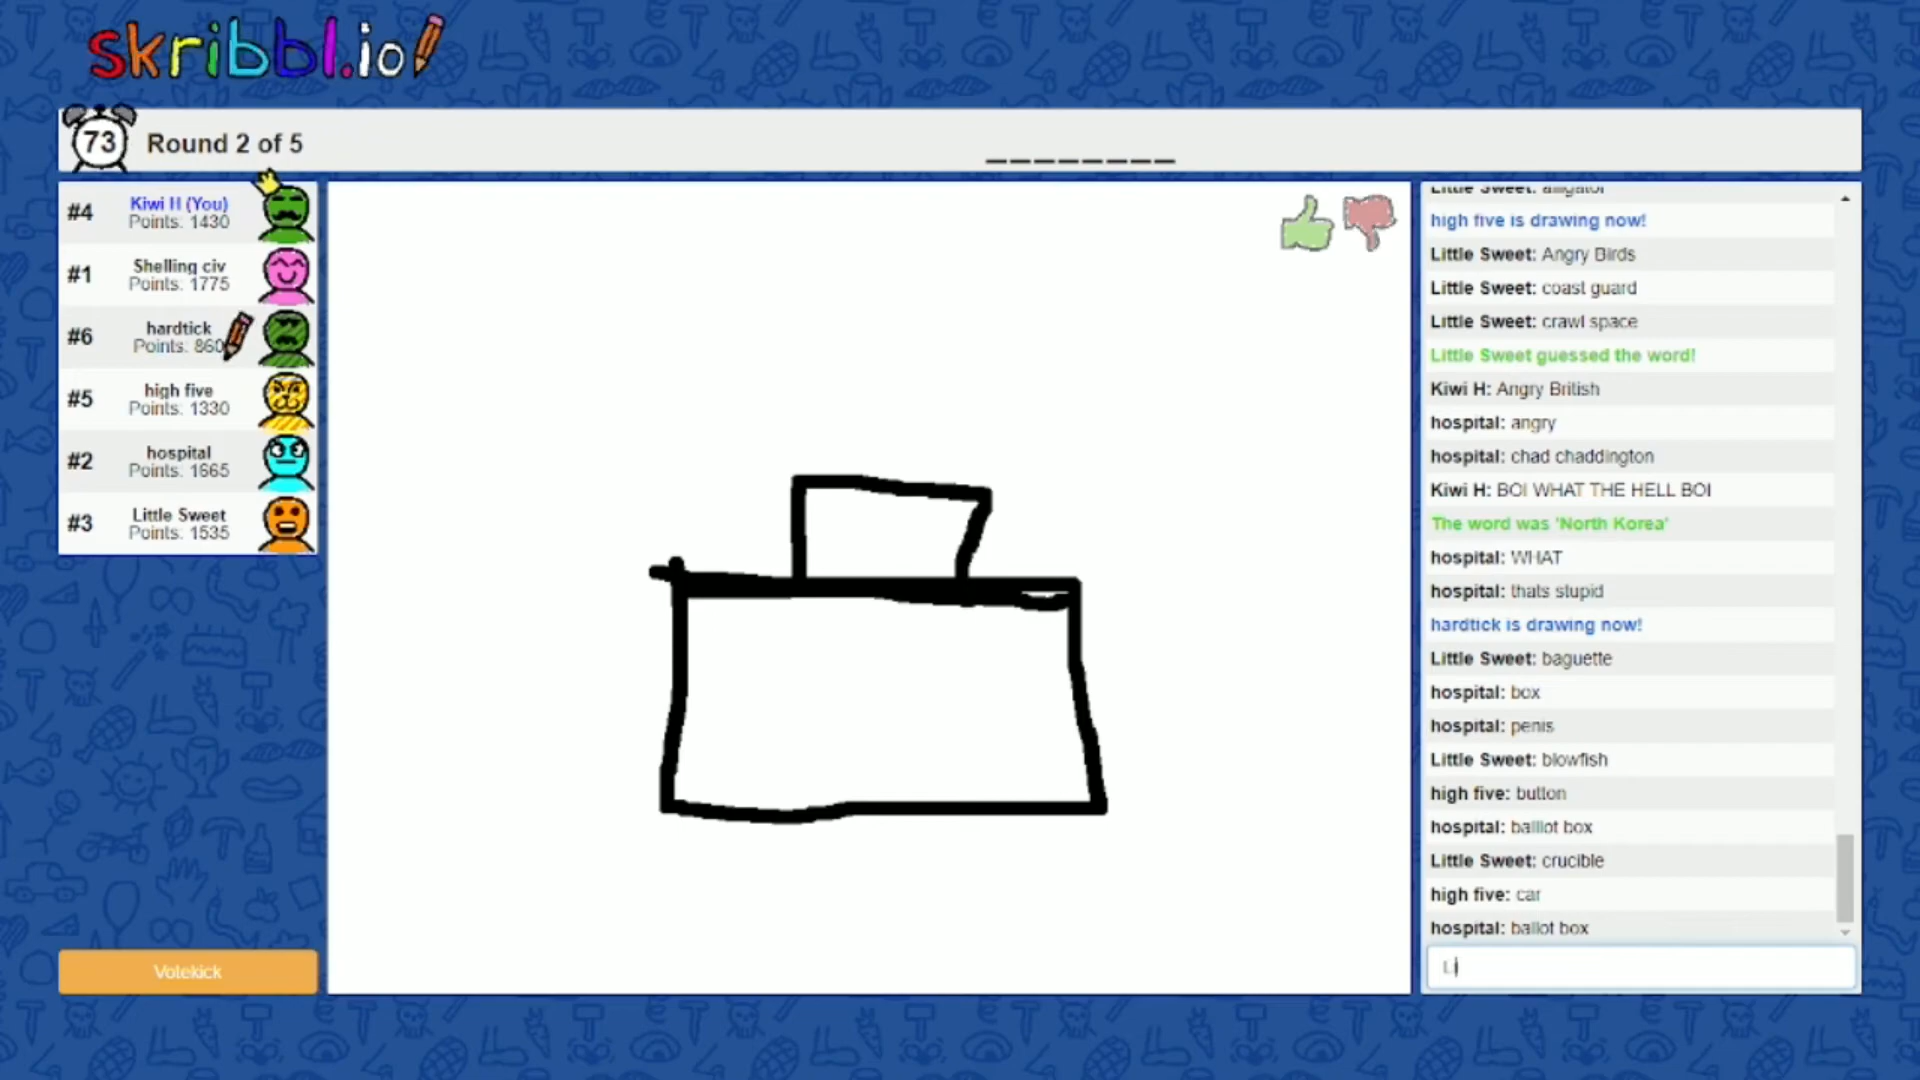 skribbl.io
73
Round 2 of 5
________
#4
Kiwi H (You)
Points: 1430
#1
Shelling civ
Points: 1775
#6
hardtick
Points: 860
#5
high five
Points: 1330
#2
hospital
Points: 1665
#3
Little Sweet
Points: 1535
Votekick
Little Sweet: alligator
high five is drawing now!
Little Sweet: Angry Birds
Little Sweet: coast guard
Little Sweet: crawl space
Little Sweet guessed the word!
Kiwi H: Angry British
hospital: angry
hospital: chad chaddington
Kiwi H: BOI WHAT THE HELL BOI
The word was 'North Korea'
hospital: WHAT
hospital: thats stupid
hardtick is drawing now!
Little Sweet: baguette
hospital: box
hospital: penis
Little Sweet: blowfish
high five: button
hospital: balllot box
Little Sweet: crucible
high five: car
hospital: ballot box